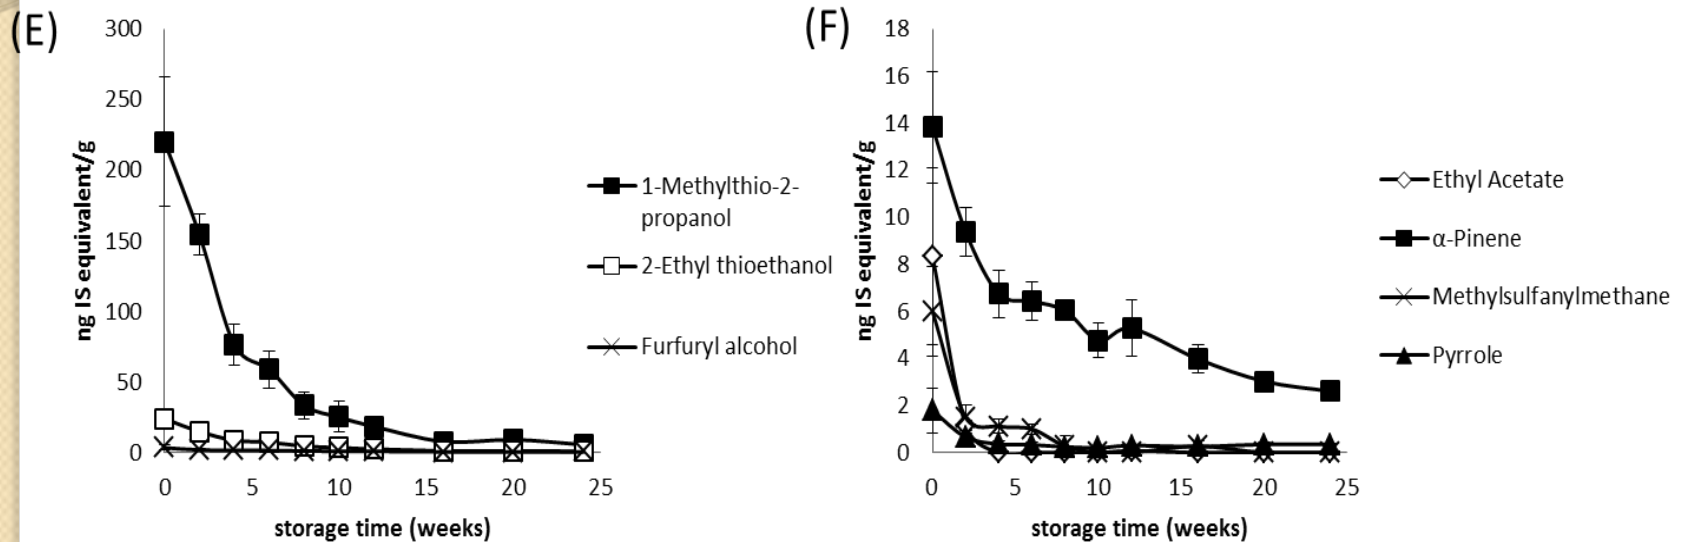 (E)
300
250
200
150
100
50
0
ng IS equivalent/g
0 5 10 15 20 25
storage time (weeks)
1-Methylthio-2-
propanol
2-Ethyl thioethanol
Furfuryl alcohol
(F)
18
16
14
12
10
8
6
4
2
0
ng IS equivalent/g
0 5 10 15 20 25
storage time (weeks)
Ethyl Acetate
α-Pinene
Methylsulfanylmethane
Pyrrole